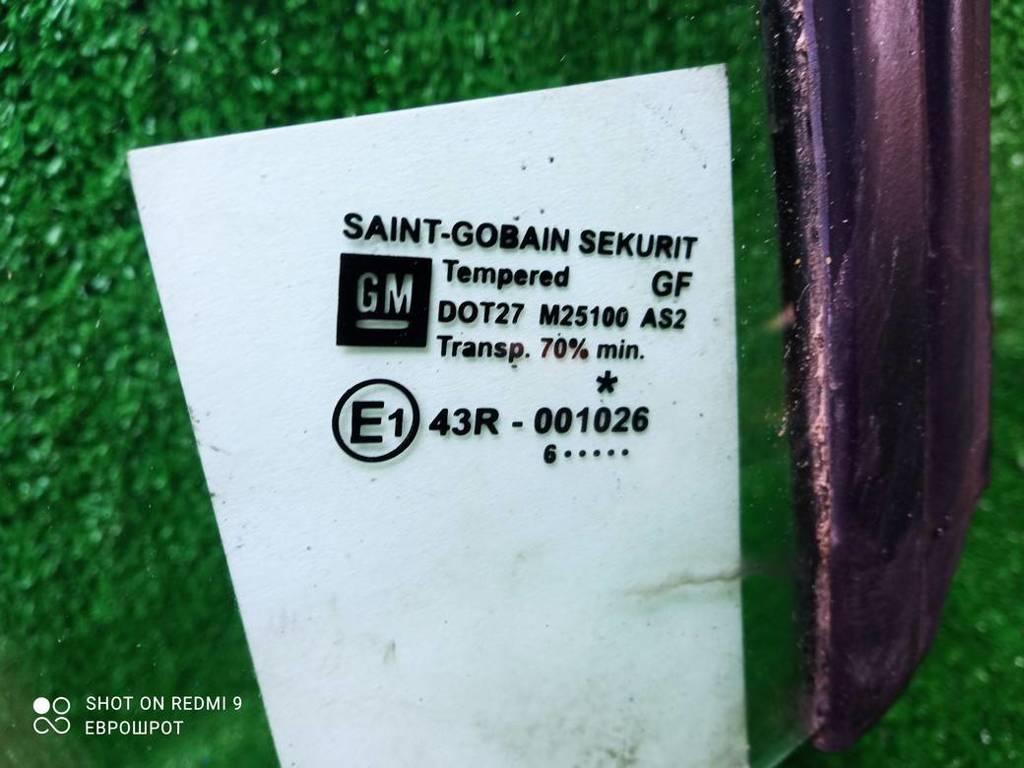 SAINT-GOBAIN SEKURIT
GM
Tempered GF
DOT27 M25100 AS2
Transp. 70% min.
*
E1 43R - 001026
6·····
SHOT ON REDMI 9
ЕВРОШРОТ